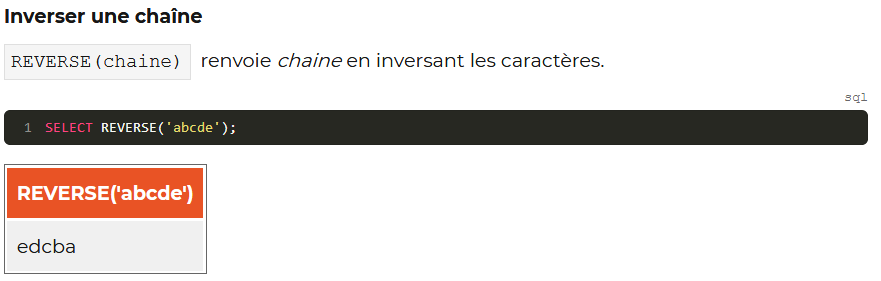 Inverser une chaîne
REVERSE(chaine) renvoie chaine en inversant les caractères.
sql
1 SELECT REVERSE('abcde');
REVERSE('abcde')
edcba